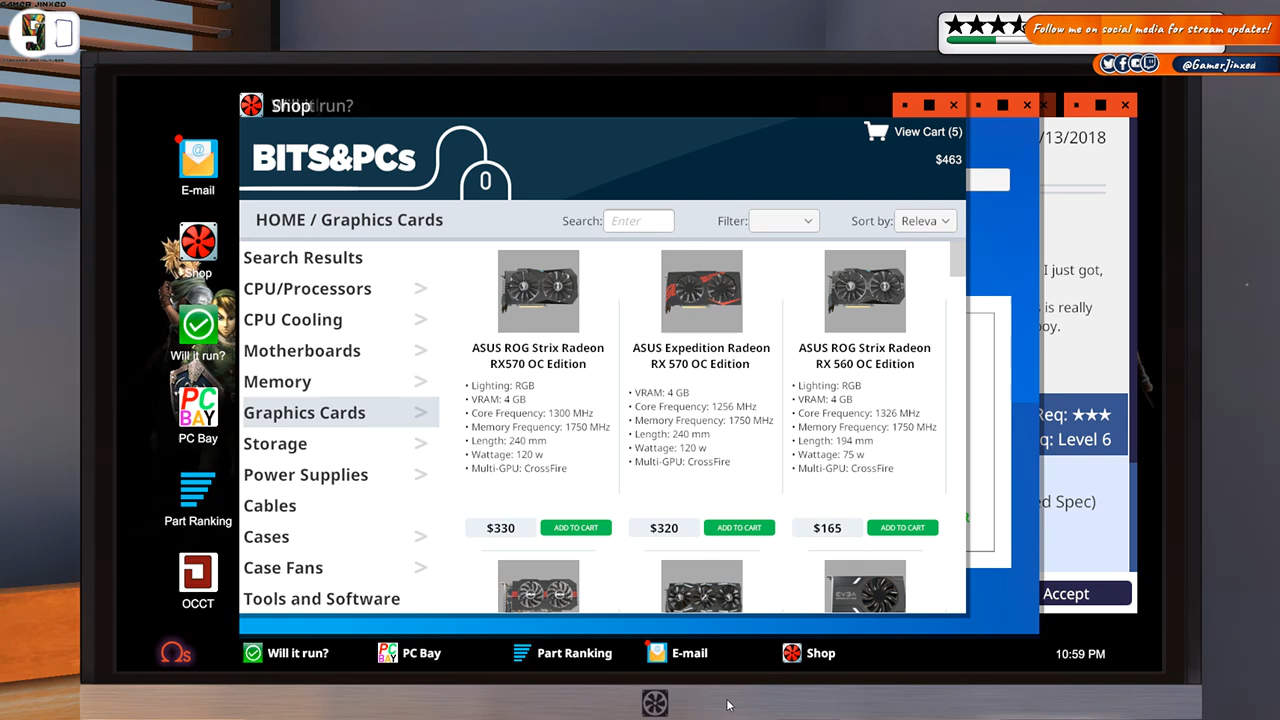 GAMER JINXED
Follow me on social media for stream updates!
@GamerJinxed
Shop
run?
View Cart (5)
$463
BITS&PCs
/13/2018
HOME / Graphics Cards
Search:
Enter
Filter:
Sort by:
Releva
E-mail
Shop
Will it run?
PC BAY
PC Bay
Part Ranking
OCCT
Search Results
CPU/Processors >
CPU Cooling >
Motherboards >
Memory >
Graphics Cards >
Storage >
Power Supplies >
Cables
Cases >
Case Fans >
Tools and Software
ASUS ROG Strix Radeon
RX570 OC Edition
• Lighting: RGB
• VRAM: 4 GB
• Core Frequency: 1300 MHz
• Memory Frequency: 1750 MHz
• Length: 240 mm
• Wattage: 120 w
• Multi-GPU: CrossFire
$330
ADD TO CART
ASUS Expedition Radeon
RX 570 OC Edition
• VRAM: 4 GB
• Core Frequency: 1256 MHz
• Memory Frequency: 1750 MHz
• Length: 240 mm
• Wattage: 120 w
• Multi-GPU: CrossFire
$320
ADD TO CART
ASUS ROG Strix Radeon
RX 560 OC Edition
• Lighting: RGB
• VRAM: 4 GB
• Core Frequency: 1326 MHz
• Memory Frequency: 1750 MHz
• Length: 194 mm
• Wattage: 75 w
• Multi-GPU: CrossFire
$165
ADD TO CART
I just got,
s is really
oy.
Req: ★★★
q: Level 6
ed Spec)
Accept
Ωs
Will it run?
PC BAY
PC Bay
Part Ranking
E-mail
Shop
10:59 PM